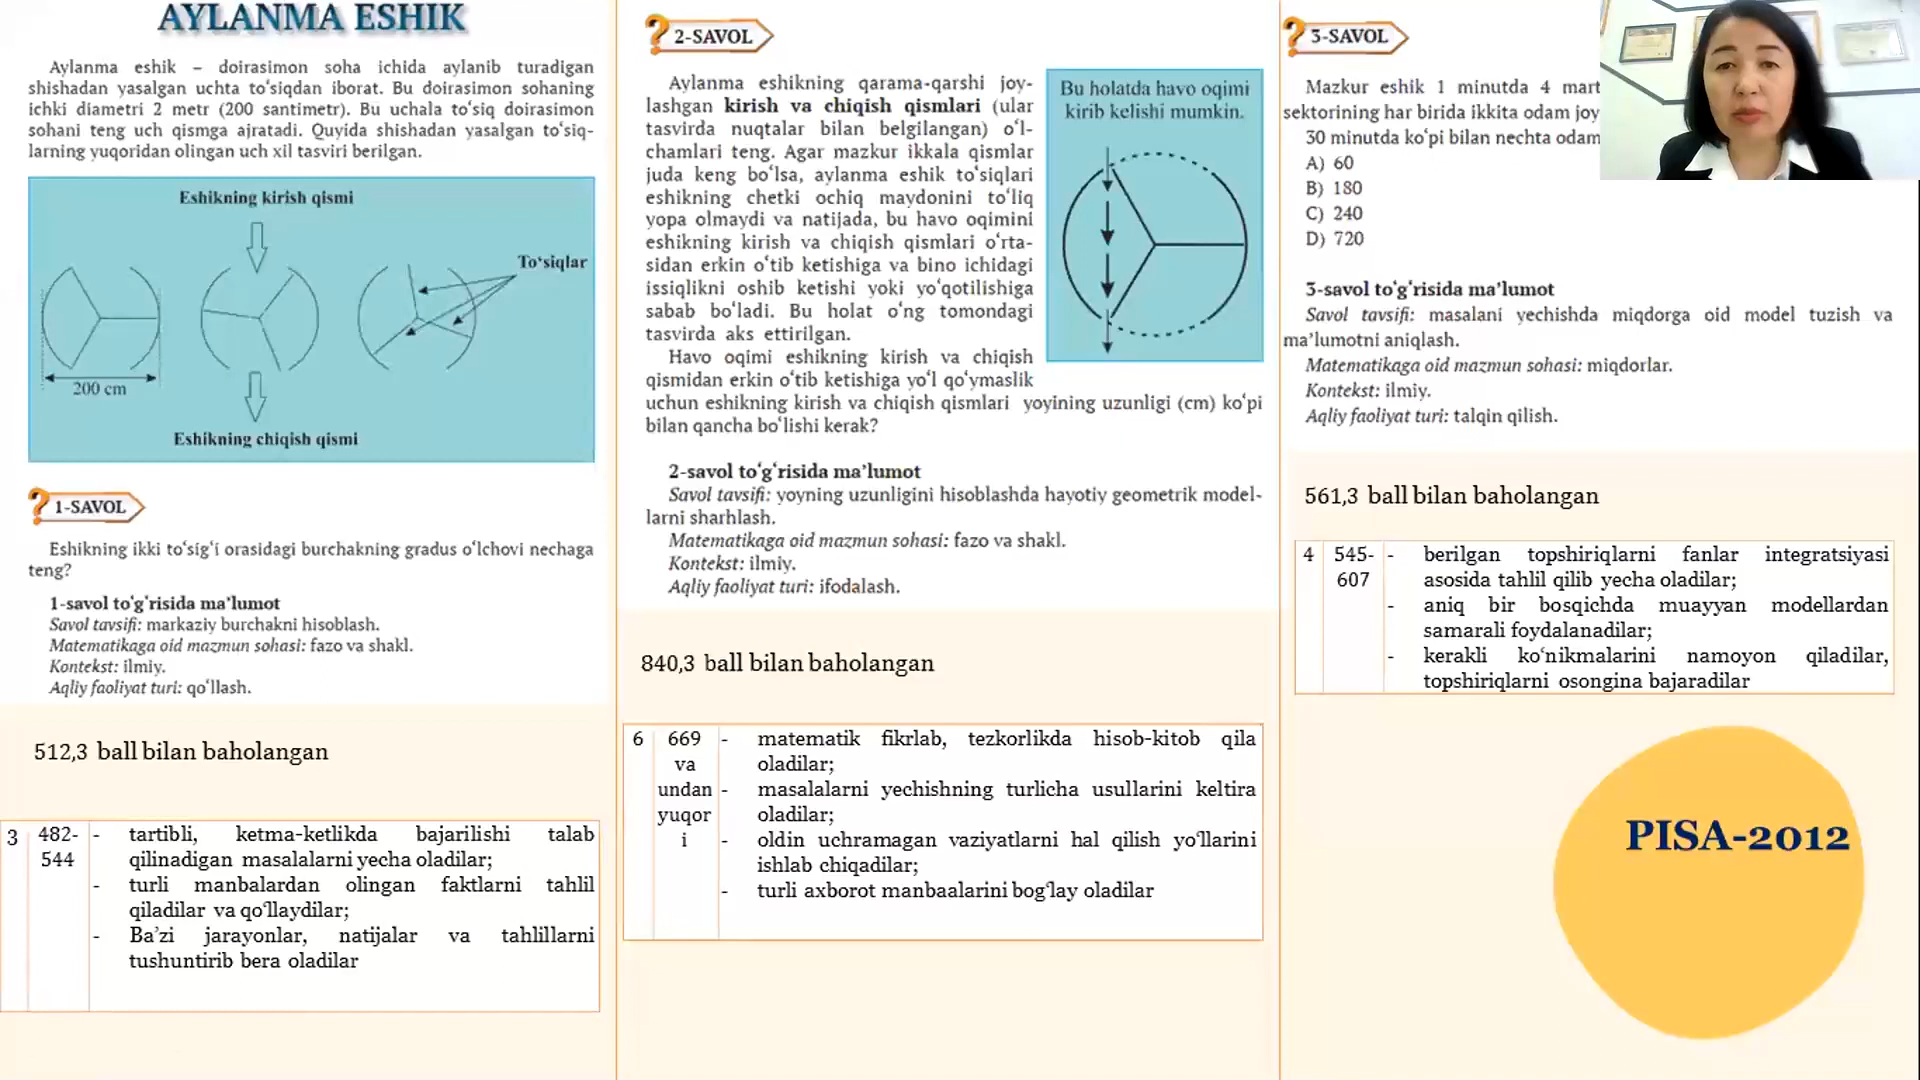 AYLANMA ESHIK
Aylanma eshik – doirasimon soha ichida aylanib turadigan
shishadan yasalgan uchta to‘siqdan iborat. Bu doirasimon sohaning
ichki diametri 2 metr (200 santimetr). Bu uchala to‘siq doirasimon
sohani teng uch qismga ajratadi. Quyida shishadan yasalgan to‘siq-
larning yuqoridan olingan uch xil tasviri berilgan.
Eshikning kirish qismi
To‘siqlar
200 cm
Eshikning chiqish qismi
? 1-SAVOL
Eshikning ikki to‘sig‘i orasidagi burchakning gradus o‘lchovi nechaga
teng?
1-savol to‘g‘risida ma’lumot
Savol tavsifi: markaziy burchakni hisoblash.
Matematikaga oid mazmun sohasi: fazo va shakl.
Kontekst: ilmiy.
Aqliy faoliyat turi: qo‘llash.
512,3 ball bilan baholangan
3 482-544
- tartibli, ketma-ketlikda bajarilishi talab
qilinadigan masalalarni yecha oladilar;
- turli manbalardan olingan faktlarni tahlil
qiladilar va qo‘llaydilar;
- Ba’zi jarayonlar, natijalar va tahlillarni
tushuntirib bera oladilar
? 2-SAVOL
Aylanma eshikning qarama-qarshi joy-
lashgan kirish va chiqish qismlari (ular
tasvirda nuqtalar bilan belgilangan) o‘l-
chamlari teng. Agar mazkur ikkala qismlar
juda keng bo‘lsa, aylanma eshik to‘siqlari
eshikning chetki ochiq maydonini to‘liq
yopa olmaydi va natijada, bu havo oqimini
eshikning kirish va chiqish qismlari o‘rta-
sidan erkin o‘tib ketishiga va bino ichidagi
issiqlikni oshib ketishi yoki yo‘qotilishiga
sabab bo‘ladi. Bu holat o‘ng tomondagi
tasvirda aks ettirilgan.
Bu holatda havo oqimi
kirib kelishi mumkin.
Havo oqimi eshikning kirish va chiqish
qismidan erkin o‘tib ketishiga yo‘l qo‘ymaslik
uchun eshikning kirish va chiqish qismlari yoyining uzunligi (cm) ko‘pi
bilan qancha bo‘lishi kerak?
2-savol to‘g‘risida ma’lumot
Savol tavsifi: yoyning uzunligini hisoblashda hayotiy geometrik model-
larni sharhlash.
Matematikaga oid mazmun sohasi: fazo va shakl.
Kontekst: ilmiy.
Aqliy faoliyat turi: ifodalash.
840,3 ball bilan baholangan
6 669
va
undan
yuqor
i
- matematik fikrlab, tezkorlikda hisob-kitob qila
oladilar;
- masalalarni yechishning turlicha usullarini keltira
oladilar;
- oldin uchramagan vaziyatlarni hal qilish yo‘llarini
ishlab chiqadilar;
- turli axborot manbaalarini bog‘lay oladilar
? 3-SAVOL
Mazkur eshik 1 minutda 4 mart
sektorining har birida ikkita odam joy
30 minutda ko‘pi bilan nechta odam
A) 60
B) 180
C) 240
D) 720
3-savol to‘g‘risida ma’lumot
Savol tavsifi: masalani yechishda miqdorga oid model tuzish va
ma’lumotni aniqlash.
Matematikaga oid mazmun sohasi: miqdorlar.
Kontekst: ilmiy.
Aqliy faoliyat turi: talqin qilish.
561,3 ball bilan baholangan
4 545-
607
- berilgan topshiriqlarni fanlar integratsiyasi
asosida tahlil qilib yecha oladilar;
- aniq bir bosqichda muayyan modellardan
samarali foydalanadilar;
- kerakli ko‘nikmalarini namoyon qiladilar,
topshiriqlarni osongina bajaradilar
PISA-2012